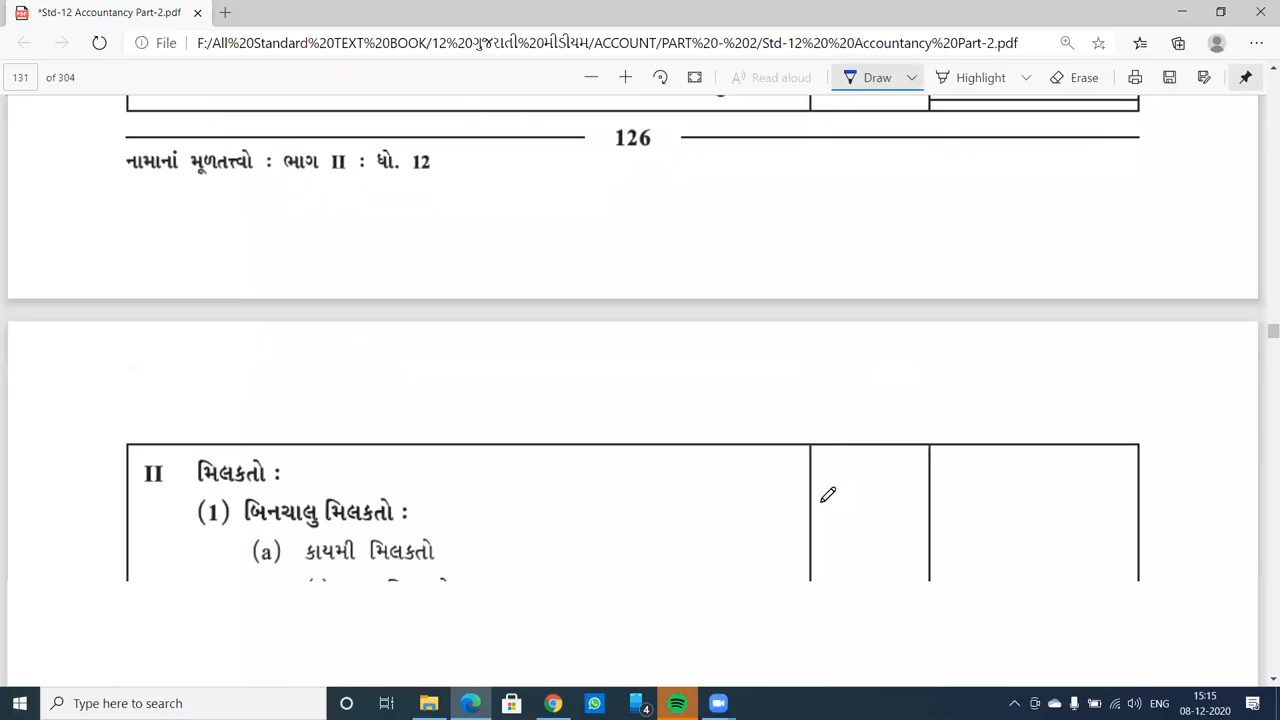 *Std-12 Accountancy Part-2.pdf
File F:/All%20Standard%20TEXT%20BOOK/12%20ગુજરાતી%20મીડિયમ/ACCOUNT/PART%20-%202/Std-12%20%20Accountancy%20Part-2.pdf
131 of 304 Read aloud Draw Highlight Erase
126
નામાનાં મૂળતત્ત્વો : ભાગ II : ધો. 12
II મિલકતો :
(1) બિનચાલુ મિલકતો :
(a) કાયમી મિલકતો
Type here to search
4
15:15
08-12-2020